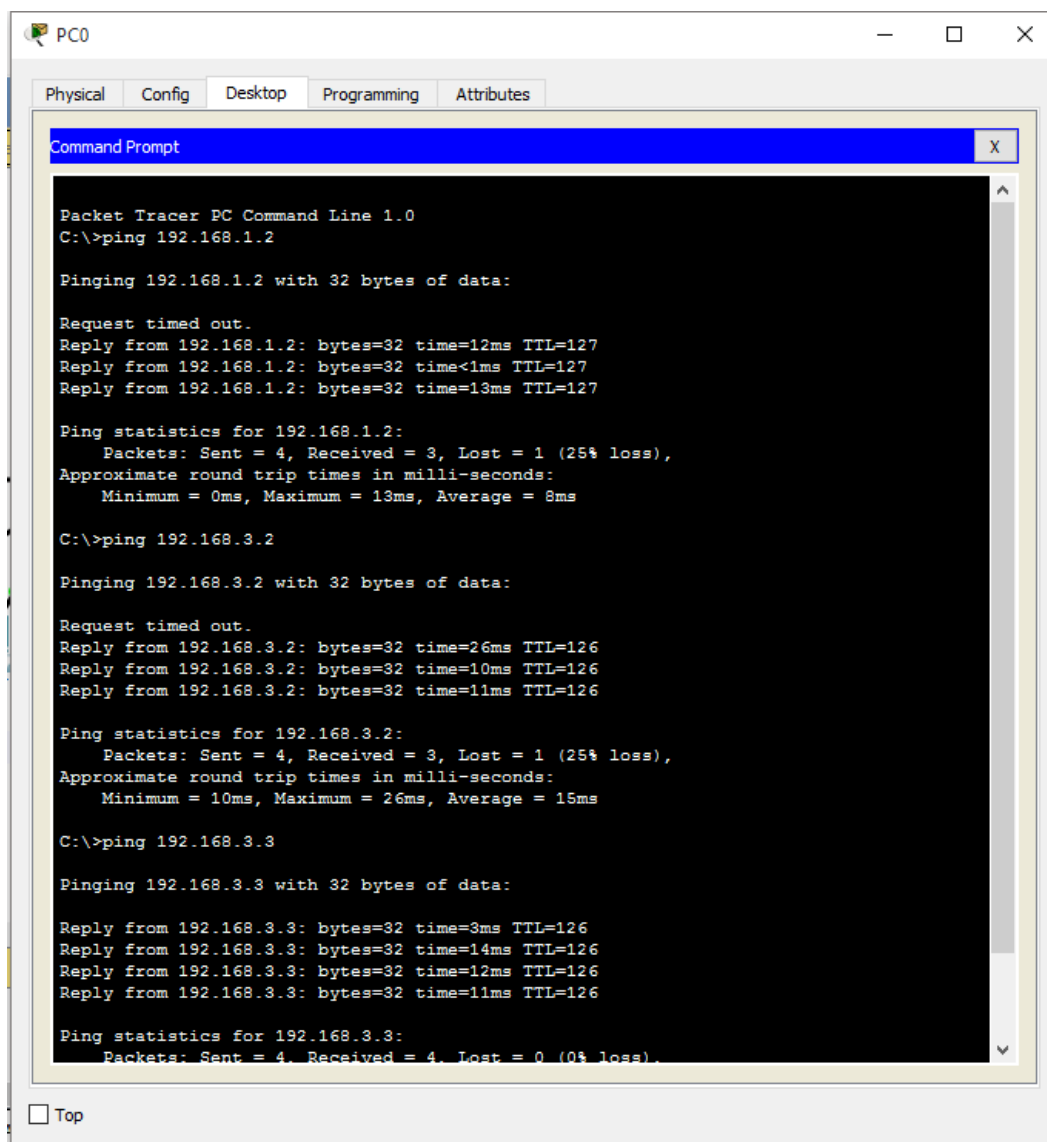 PC0
Physical Config Desktop Programming Attributes
Command Prompt X
Packet Tracer PC Command Line 1.0
C:\>ping 192.168.1.2
Pinging 192.168.1.2 with 32 bytes of data:
Request timed out.
Reply from 192.168.1.2: bytes=32 time=12ms TTL=127
Reply from 192.168.1.2: bytes=32 time<1ms TTL=127
Reply from 192.168.1.2: bytes=32 time=13ms TTL=127
Ping statistics for 192.168.1.2:
Packets: Sent = 4, Received = 3, Lost = 1 (25% loss),
Approximate round trip times in milli-seconds:
Minimum = 0ms, Maximum = 13ms, Average = 8ms
C:\>ping 192.168.3.2
Pinging 192.168.3.2 with 32 bytes of data:
Request timed out.
Reply from 192.168.3.2: bytes=32 time=26ms TTL=126
Reply from 192.168.3.2: bytes=32 time=10ms TTL=126
Reply from 192.168.3.2: bytes=32 time=11ms TTL=126
Ping statistics for 192.168.3.2:
Packets: Sent = 4, Received = 3, Lost = 1 (25% loss),
Approximate round trip times in milli-seconds:
Minimum = 10ms, Maximum = 26ms, Average = 15ms
C:\>ping 192.168.3.3
Pinging 192.168.3.3 with 32 bytes of data:
Reply from 192.168.3.3: bytes=32 time=3ms TTL=126
Reply from 192.168.3.3: bytes=32 time=14ms TTL=126
Reply from 192.168.3.3: bytes=32 time=12ms TTL=126
Reply from 192.168.3.3: bytes=32 time=11ms TTL=126
Ping statistics for 192.168.3.3:
Packets: Sent = 4, Received = 4, Lost = 0 (0% loss),
Top